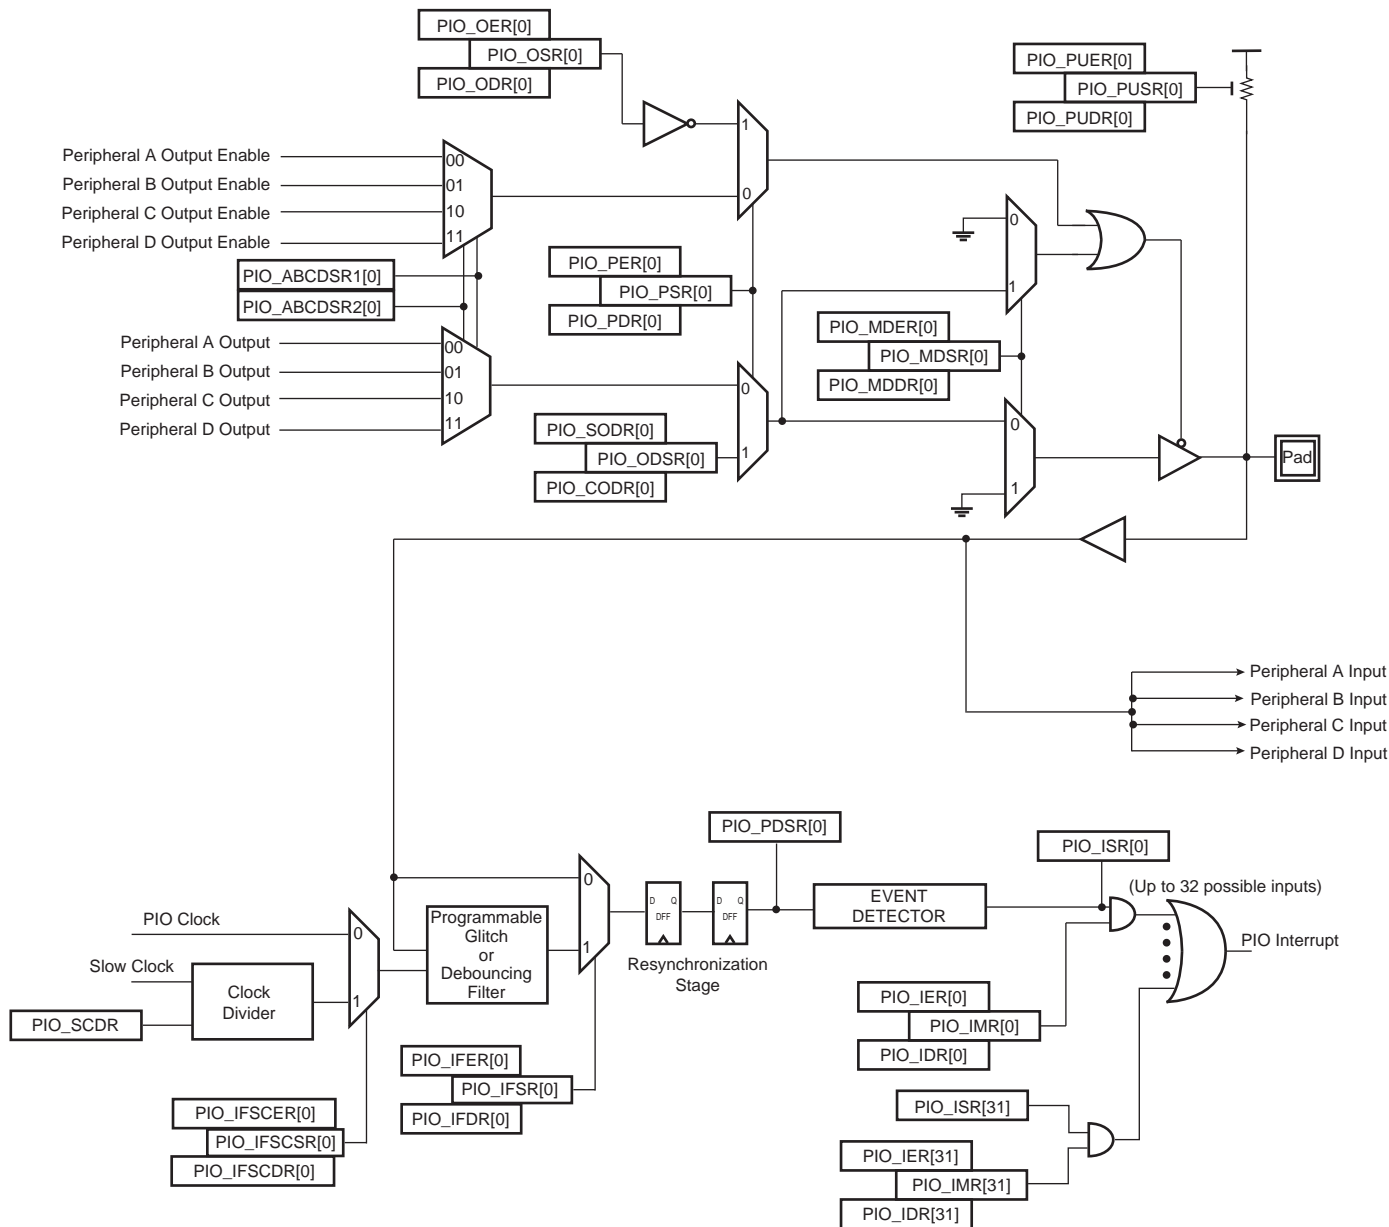 PIO_OER[0]
PIO_OSR[0]
PIO_ODR[0]
PIO_PUER[0]
PIO_PUSR[0]
PIO_PUDR[0]
1
0
Peripheral A Output Enable
Peripheral B Output Enable
Peripheral C Output Enable
Peripheral D Output Enable
00
01
10
11
PIO_ABCDSR1[0]
PIO_ABCDSR2[0]
PIO_PER[0]
PIO_PSR[0]
PIO_PDR[0]
0
1
PIO_MDER[0]
PIO_MDSR[0]
PIO_MDDR[0]
Peripheral A Output
Peripheral B Output
Peripheral C Output
Peripheral D Output
00
01
10
11
0
1
PIO_SODR[0]
PIO_ODSR[0]
PIO_CODR[0]
0
1
Pad
Peripheral A Input
Peripheral B Input
Peripheral C Input
Peripheral D Input
PIO_PDSR[0]
PIO_ISR[0]
(Up to 32 possible inputs)
0
1
D Q
DFF
D Q
DFF
Resynchronization
Stage
EVENT
DETECTOR
PIO Interrupt
PIO Clock
Slow Clock
PIO_SCDR
Clock
Divider
0
1
Programmable
Glitch
or
Debouncing
Filter
PIO_IER[0]
PIO_IMR[0]
PIO_IDR[0]
PIO_IFER[0]
PIO_IFSR[0]
PIO_IFDR[0]
PIO_IFSCER[0]
PIO_IFSCSR[0]
PIO_IFSCDR[0]
PIO_ISR[31]
PIO_IER[31]
PIO_IMR[31]
PIO_IDR[31]